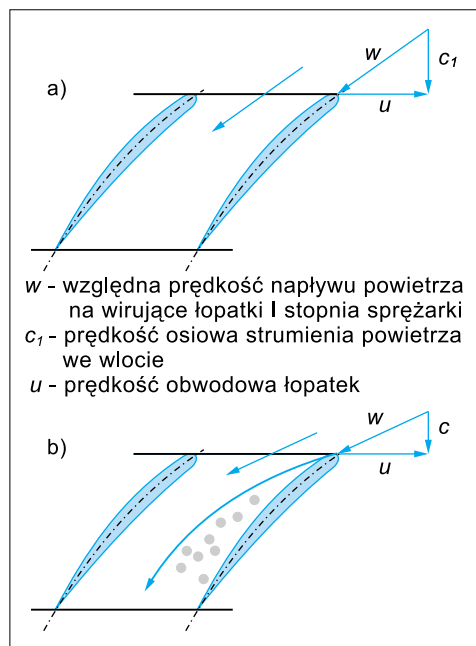 a)
w
c₁
u
w - względna prędkość napływu powietrza
na wirujące łopatki I stopnia sprężarki
c₁ - prędkość osiowa strumienia powietrza
we wlocie
u - prędkość obwodowa łopatek
b)
w
c
u